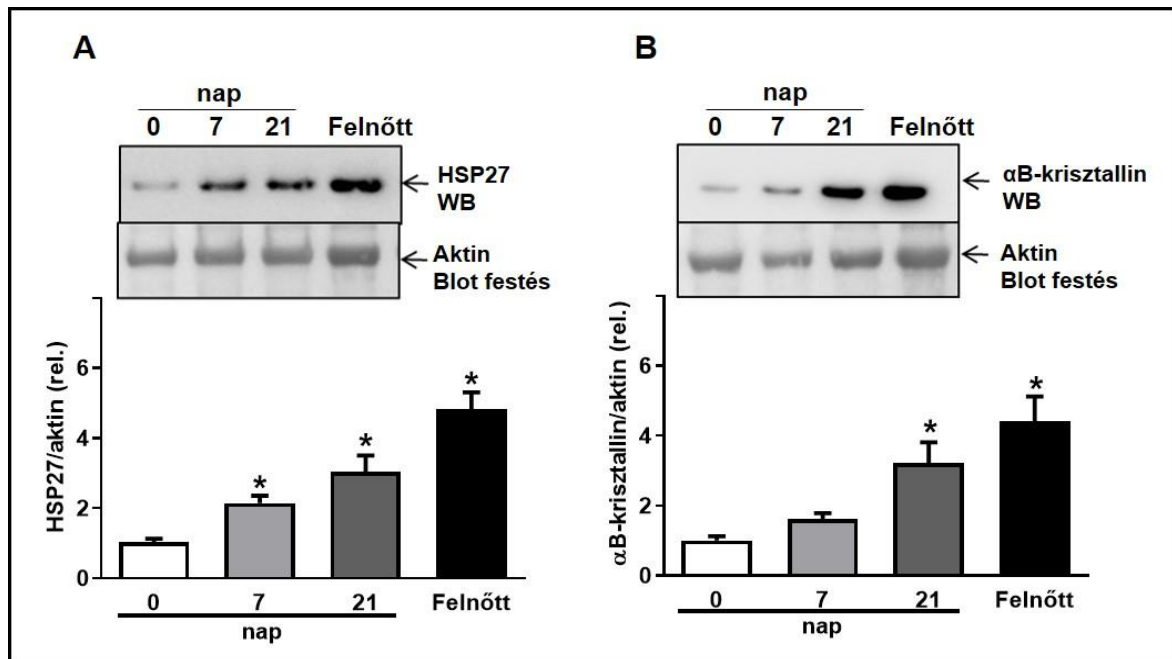 A
nap
0 7 21 Felnőtt
HSP27
WB
Aktin
Blot festés
HSP27/aktin (rel.)
6
4
2
0
*
*
*
0 7 21 Felnőtt
nap
B
nap
0 7 21 Felnőtt
αB-krisztallin
WB
Aktin
Blot festés
αB-krisztallin/aktin (rel.)
6
4
2
0
*
*
0 7 21 Felnőtt
nap